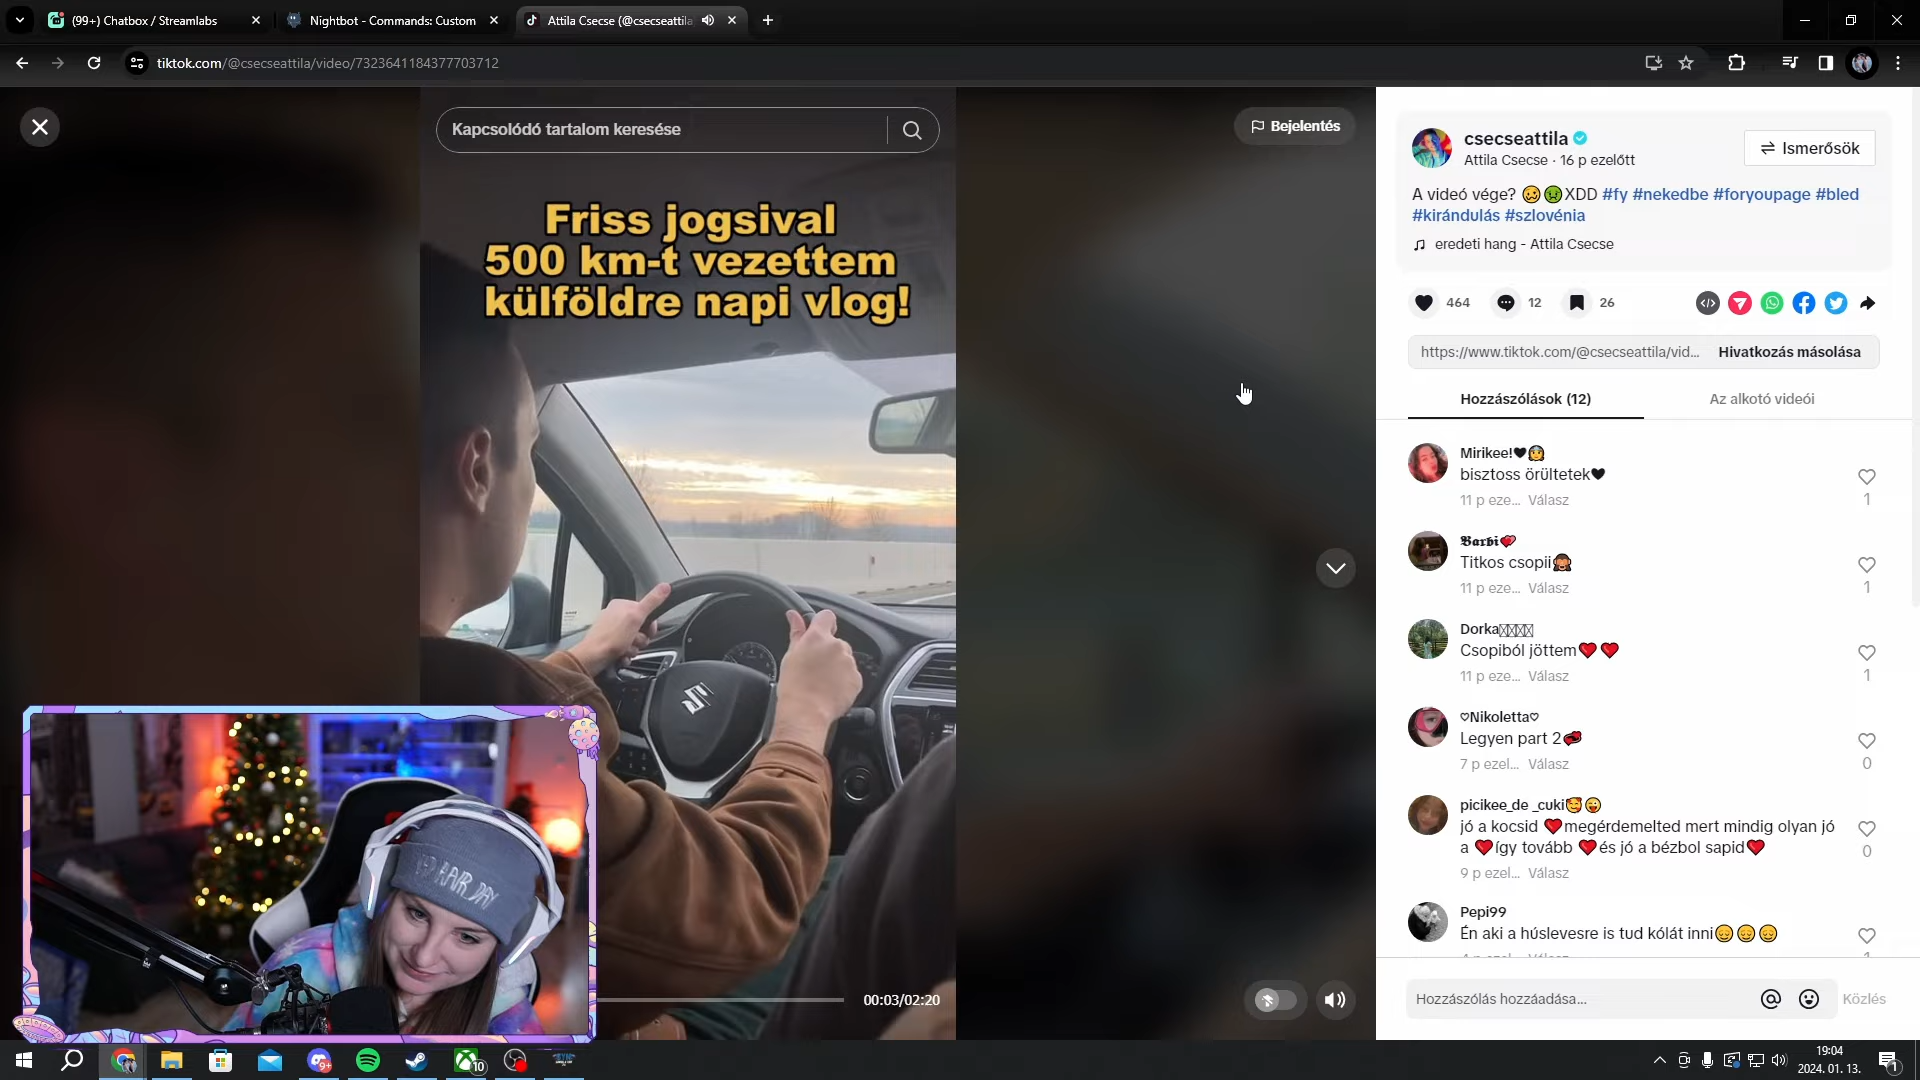 (99+) Chatbox / Streamlabs
Nightbot - Commands: Custom
Attila Csecse (@csecseattila
tiktok.com/@csecseattila/video/7323641184377703712
Kapcsolódó tartalom keresése
Bejelentés
Friss jogsival
500 km-t vezettem
külföldre napi vlog!
00:03/02:20
csecseattila
Attila Csecse · 16 p ezelőtt
Ismerősök
A videó vége? 🥴🤢XDD #fy #nekedbe #foryoupage #bled
#kirándulás #szlovénia
eredeti hang - Attila Csecse
464
12
26
https://www.tiktok.com/@csecseattila/vid...
Hivatkozás másolása
Hozzászólások (12)
Az alkotó videói
Mirikee!
bisztoss örültetek🖤
11 p eze... Válasz
1
𝕭𝖆𝖗𝖇𝖎
Titkos csopii🙈
11 p eze... Válasz
1
Dorka
Csopiból jöttem❤️❤️
11 p eze... Válasz
1
♡Nikoletta♡
Legyen part 2
7 p ezel... Válasz
0
picikee_de _cuki🥰😜
jó a kocsid ❤️megérdemelted mert mindig olyan jó
a ❤️így tovább ❤️és jó a bézbol sapid❤️
9 p ezel... Válasz
0
Pepi99
Én aki a húslevesre is tud kólát inni😔😔😔
Hozzászólás hozzáadása...
Közlés
19:04
2024. 01. 13.